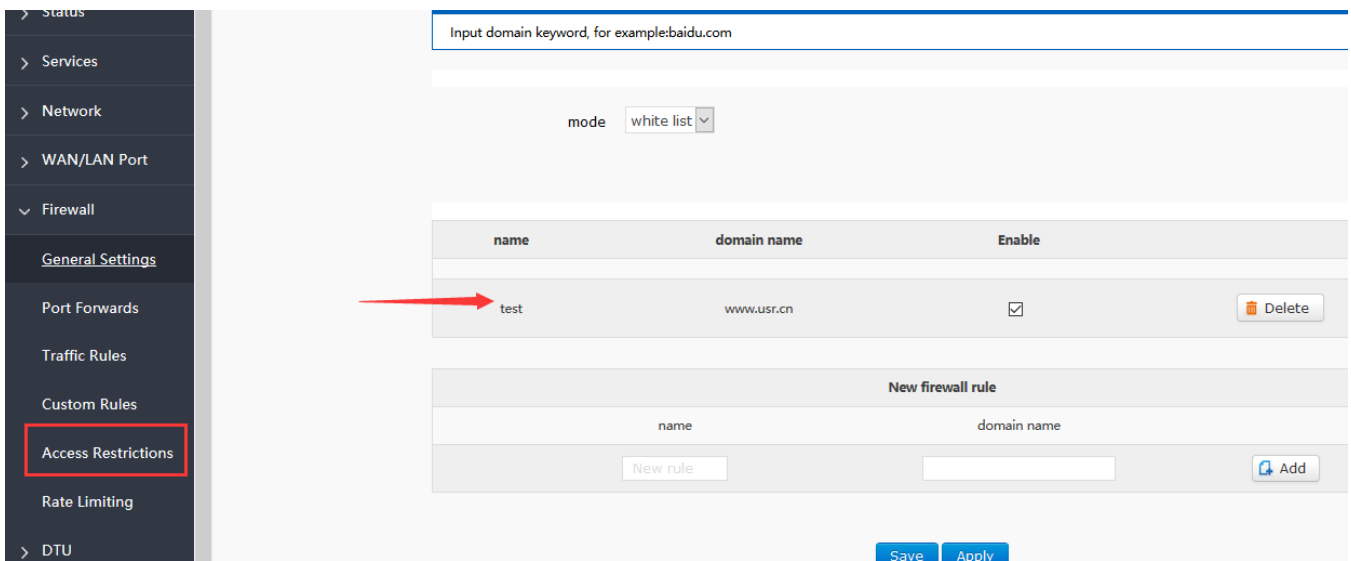 Status
Services
Network
WAN/LAN Port
Firewall
General Settings
Port Forwards
Traffic Rules
Custom Rules
Access Restrictions
Rate Limiting
DTU
Input domain keyword, for example:baidu.com
mode white list
name domain name Enable
test www.usr.cn Delete
New firewall rule
name domain name
New rule Add
Save Apply